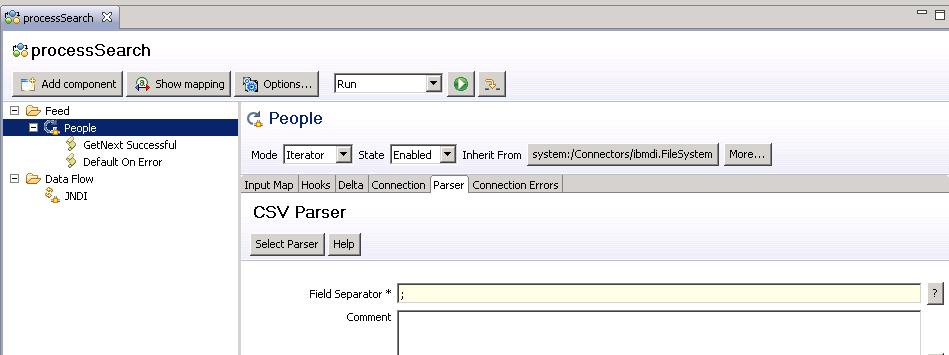 processSearch
processSearch
Add component Show mapping Options... Run
Feed
People
GetNext Successful
Default On Error
Data Flow
JNDI
People
Mode Iterator State Enabled Inherit From system:/Connectors/ibmdi.FileSystem More...
Input Map Hooks Delta Connection Parser Connection Errors
CSV Parser
Select Parser Help
Field Separator * ; ?
Comment